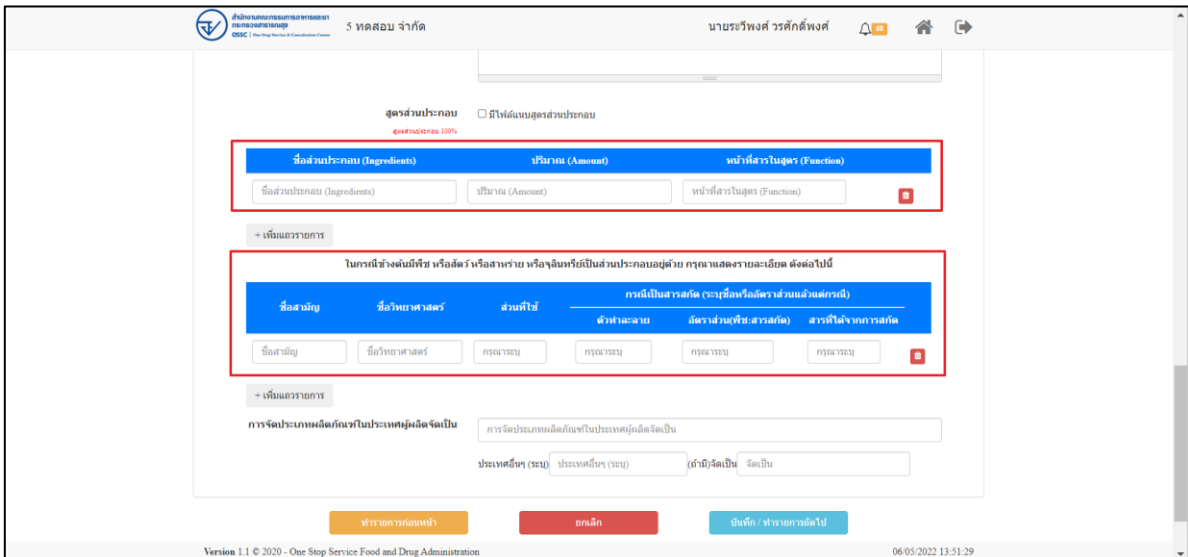 สำนักงานคณะกรรมการอาหารและยา
กระทรวงสาธารณสุข
OSSC | One Stop Service & Consultation Center
5 ทดสอบ จำกัด
นายระวีพงศ์ วรศักดิ์พงศ์
สูตรส่วนประกอบ
มีไฟล์แนบสูตรส่วนประกอบ
สูตรส่วนประกอบ 100%
ชื่อส่วนประกอบ (Ingredients) ปริมาณ (Amount) หน้าที่สารในสูตร (Function)
ชื่อส่วนประกอบ (Ingredients) ปริมาณ (Amount) หน้าที่สารในสูตร (Function)
+ เพิ่มแถวรายการ
ในกรณีข้างต้นมีพืช หรือสัตว์ หรือสาหร่าย หรือจุลินทรีย์เป็นส่วนประกอบอยู่ด้วย กรุณาแสดงรายละเอียด ดังต่อไปนี้
ชื่อสามัญ ชื่อวิทยาศาสตร์ ส่วนที่ใช้ กรณีเป็นสารสกัด (ระบุชื่อหรืออัตราส่วนแล้วแต่กรณี)
ตัวทำละลาย อัตราส่วน(พืช:สารสกัด) สารที่ได้จากการสกัด
ชื่อสามัญ ชื่อวิทยาศาสตร์ กรุณาระบุ กรุณาระบุ กรุณาระบุ กรุณาระบุ
+ เพิ่มแถวรายการ
การจัดประเภทผลิตภัณฑ์ในประเทศผู้ผลิตจัดเป็น การจัดประเภทผลิตภัณฑ์ในประเทศผู้ผลิตจัดเป็น
ประเทศอื่นๆ (ระบุ) ประเทศอื่นๆ (ระบุ) (ถ้ามี)จัดเป็น จัดเป็น
ทำรายการก่อนหน้า ยกเลิก บันทึก / ทำรายการถัดไป
Version 1.1 © 2020 - One Stop Service Food and Drug Administration 06/05/2022 13:51:29